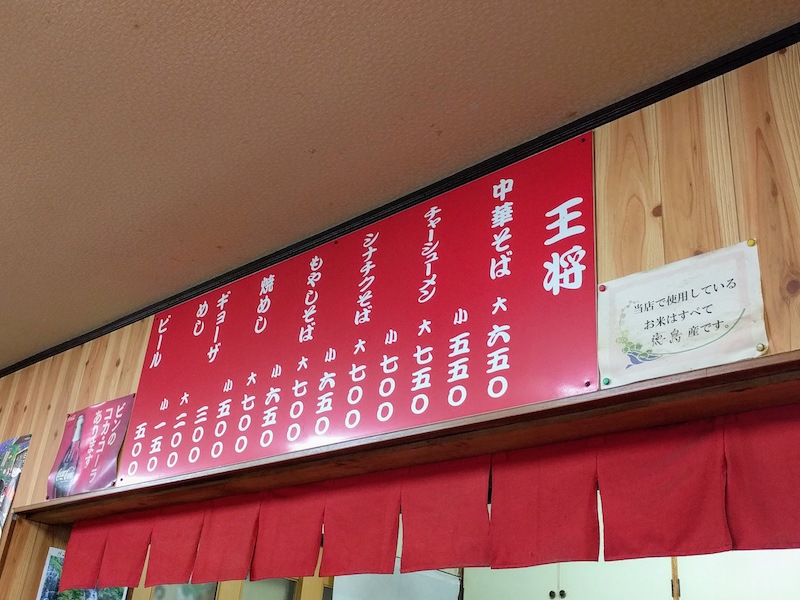 王将
中華そば 大 六五〇
小 五五〇
チャーシューメン 大 七五〇
小 七〇〇
シナチクそば 大 七〇〇
小 六五〇
もやしそば 大 七〇〇
小 六五〇
焼めし 大 七〇〇
小 五〇〇
ギョーザ 三〇〇
めし 大 二〇〇
小 一五〇
ビール 五〇〇
当店で使用している
お米はすべて
徳島産です。
ビンの
コカ・コーラ
あります